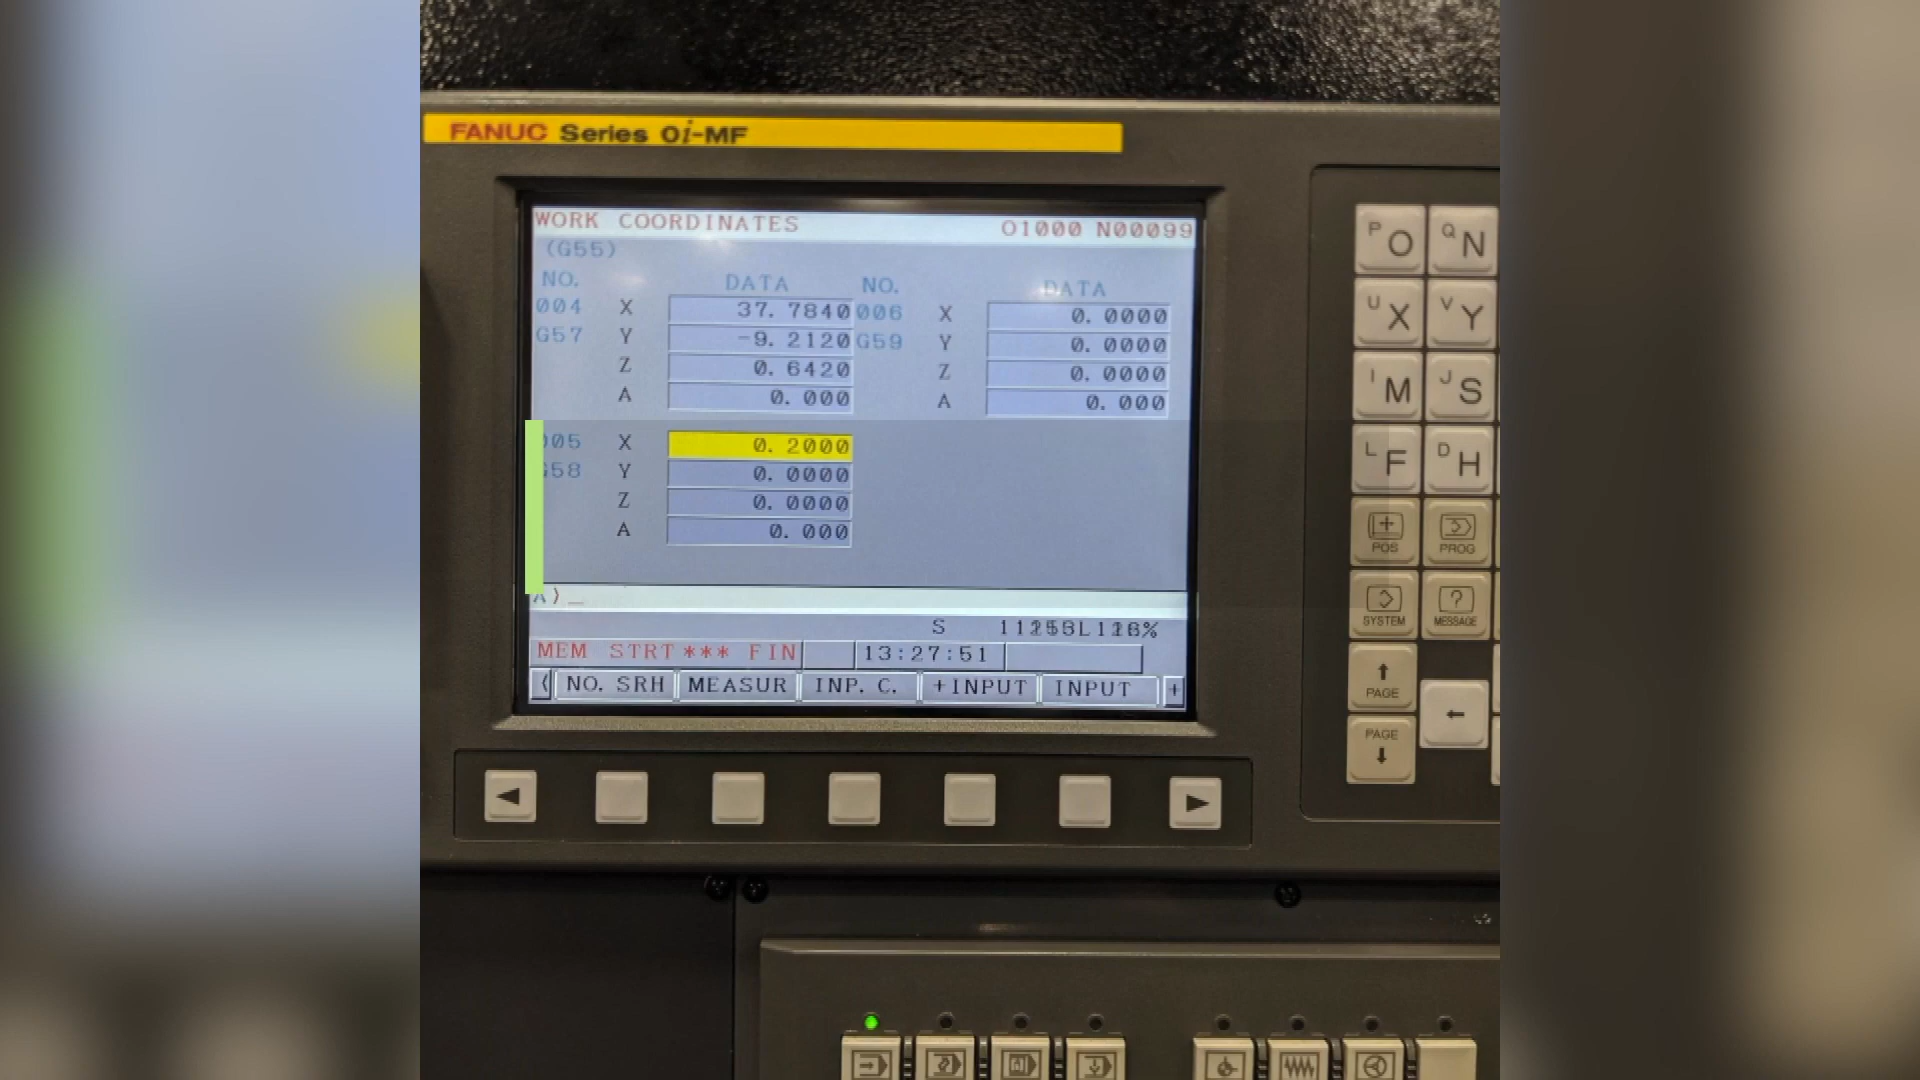 FANUC Series 0i-MF
WORK COORDINATES O1000 N00099
(G55)
NO. DATA NO. DATA
004 X 37.7840 006 X 0.0000
G57 Y -9.2120 G59 Y 0.0000
Z 0.6420 Z 0.0000
A 0.000 A 0.000
005 X 0.2000
G58 Y 0.0000
Z 0.0000
A 0.000
A)_
S
MEM STRT*** FIN 13:27:51
NO.SRH MEASUR INP.C. +INPUT INPUT +
P O Q N
U X V Y
I M J S
L F D H
POS PROG
SYSTEM MESSAGE
PAGE
PAGE